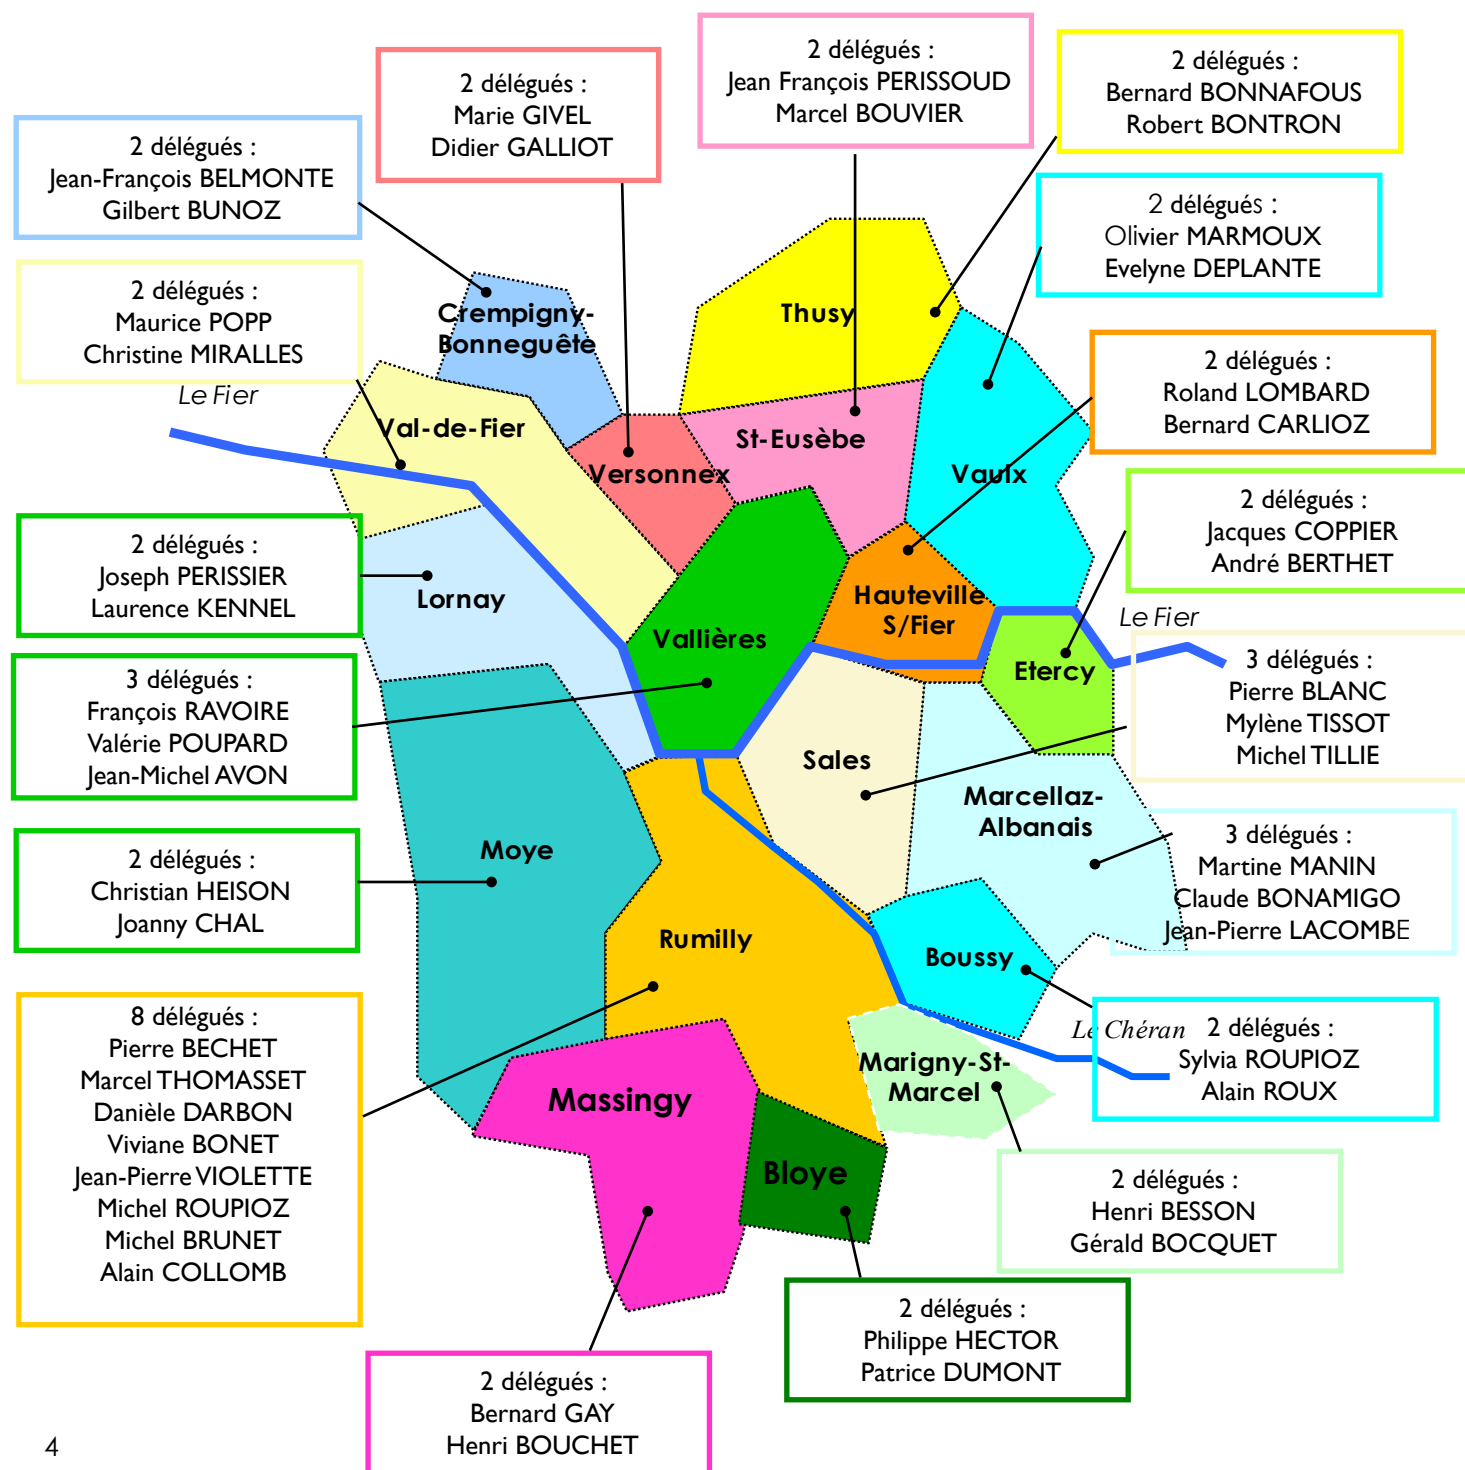 2 délégués :
Jean François PERISSOUD
Marcel BOUVIER
2 délégués :
Bernard BONNAFOUS
Robert BONTRON
2 délégués :
Marie GIVEL
Didier GALLIOT
2 délégués :
Jean-François BELMONTE
Gilbert BUNOZ
2 délégués :
Olivier MARMOUX
Evelyne DEPLANTE
2 délégués :
Maurice POPP
Christine MIRALLES
Le Fier
Crempigny-
Bonneguête
Thusy
2 délégués :
Roland LOMBARD
Bernard CARLIOZ
Val-de-Fier
St-Eusèbe
Versonnex
Vaulx
2 délégués :
Jacques COPPIER
André BERTHET
2 délégués :
Joseph PERISSIER
Laurence KENNEL
Lornay
Hauteville
S/Fier
Le Fier
Vallières
Etercy
3 délégués :
François RAVOIRE
Valérie POUPARD
Jean-Michel AVON
3 délégués :
Pierre BLANC
Mylène TISSOT
Michel TILLIE
Sales
Marcellaz-
Albanais
Moye
2 délégués :
Christian HEISON
Joanny CHAL
3 délégués :
Martine MANIN
Claude BONAMIGO
Jean-Pierre LACOMBE
Rumilly
Boussy
8 délégués :
Pierre BECHET
Marcel THOMASSET
Danièle DARBON
Viviane BONET
Jean-Pierre VIOLETTE
Michel ROUPIOZ
Michel BRUNET
Alain COLLOMB
Le Chéran
2 délégués :
Sylvia ROUPIOZ
Alain ROUX
Marigny-St-
Marcel
Massingy
Bloye
2 délégués :
Henri BESSON
Gérald BOCQUET
2 délégués :
Philippe HECTOR
Patrice DUMONT
2 délégués :
Bernard GAY
Henri BOUCHET
4